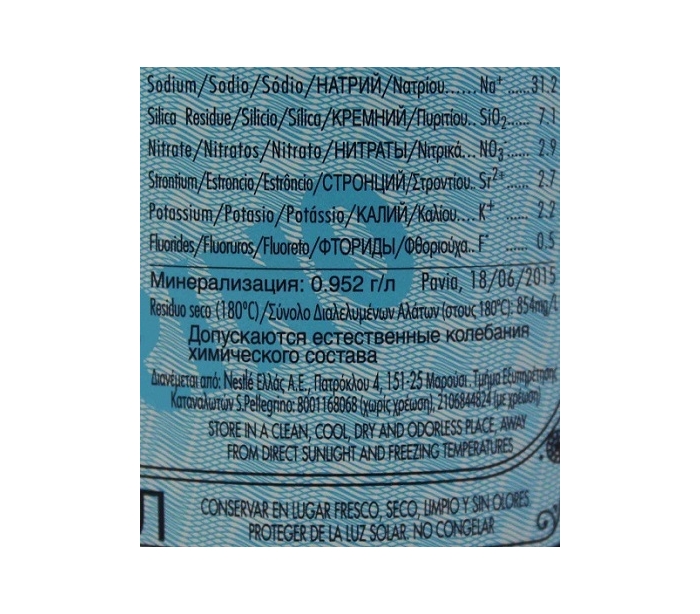 Sodium/Sodio/Sódio/НАТРИЙ/Νατρίου...... Na⁺ ......31.2
Silica Residue/Silicio/Sílica/КРЕМНИЙ/Πυριτίου.. SiO₂...... 7.1
Nitrate/Nitratos/Nitrato/НИТРАТЫ/Νιτρικά... NO₃⁻...... 2.9
Strontium/Estroncio/Estrôncio/СТРОНЦИЙ/Στροντίου.. Sr²⁺ ...... 2.7
Potassium/Potasio/Potássio/КАЛИЙ/Καλίου.... K⁺ ...... 2.2
Fluorides/Fluoruros/Fluoreto/ФТОРИДЫ/Φθοριούχα.. F⁻ ...... 0.5
Минерализация: 0.952 г/л Pavia, 18/06/2015
Residuo seco (180°C)/Σύνολο Διαλελυμένων Αλάτων (στους 180°C): 854mg/L
Допускаются естественные колебания
химического состава
Διανέμεται από: Nestlé Ελλάς Α.Ε., Πατρόκλου 4, 151-25 Μαρούσι. Τμήμα Εξυπηρέτησης
Καταναλωτών S.Pellegrino: 8001168068 (χωρίς χρέωση), 2106844824 (με χρέωση)
STORE IN A CLEAN, COOL, DRY AND ODORLESS PLACE, AWAY
FROM DIRECT SUNLIGHT AND FREEZING TEMPERATURES
CONSERVAR EN LUGAR FRESCO, SECO, LIMPIO Y SIN OLORES.
PROTEGER DE LA LUZ SOLAR. NO CONGELAR